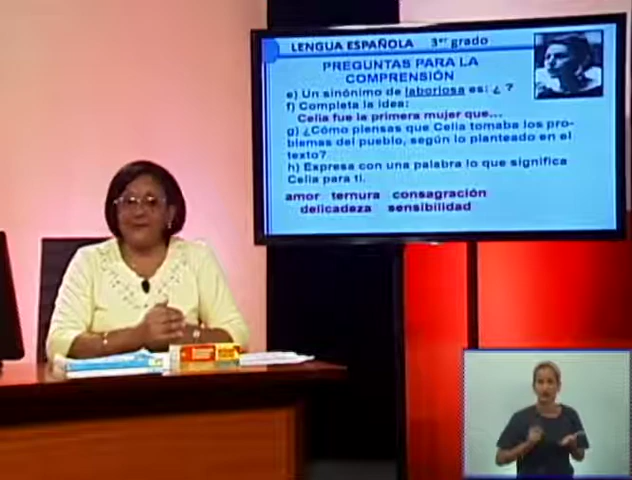 LENGUA ESPAÑOLA 3er grado
PREGUNTAS PARA LA
COMPRENSIÓN
e) Un sinónimo de laboriosa es: ¿ ?
f) Completa la idea:
Celia fue la primera mujer que...
g) ¿Cómo piensas que Celia tomaba los pro-
blemas del pueblo, según lo planteado en el
texto?
h) Expresa con una palabra lo que significa
Celia para ti.
amor ternura consagración
delicadeza sensibilidad